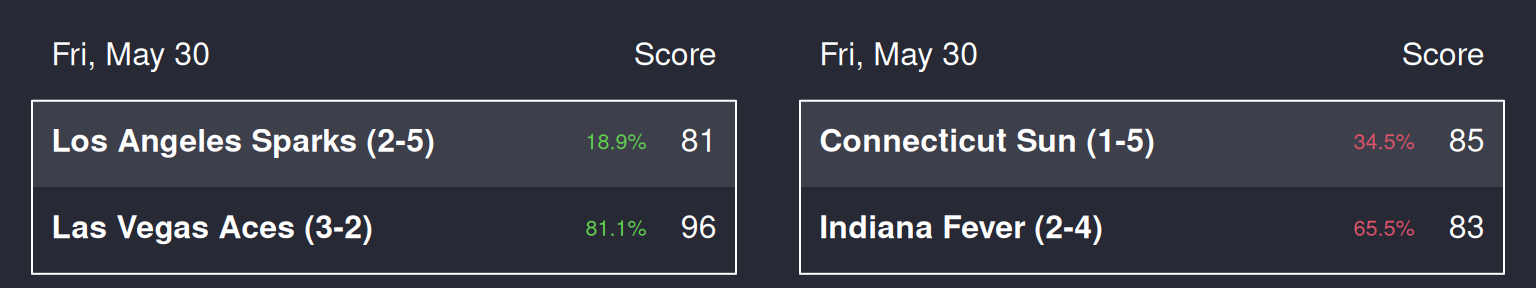 Fri, May 30 Score
Los Angeles Sparks (2-5) 18.9% 81
Las Vegas Aces (3-2) 81.1% 96
Fri, May 30 Score
Connecticut Sun (1-5) 34.5% 85
Indiana Fever (2-4) 65.5% 83